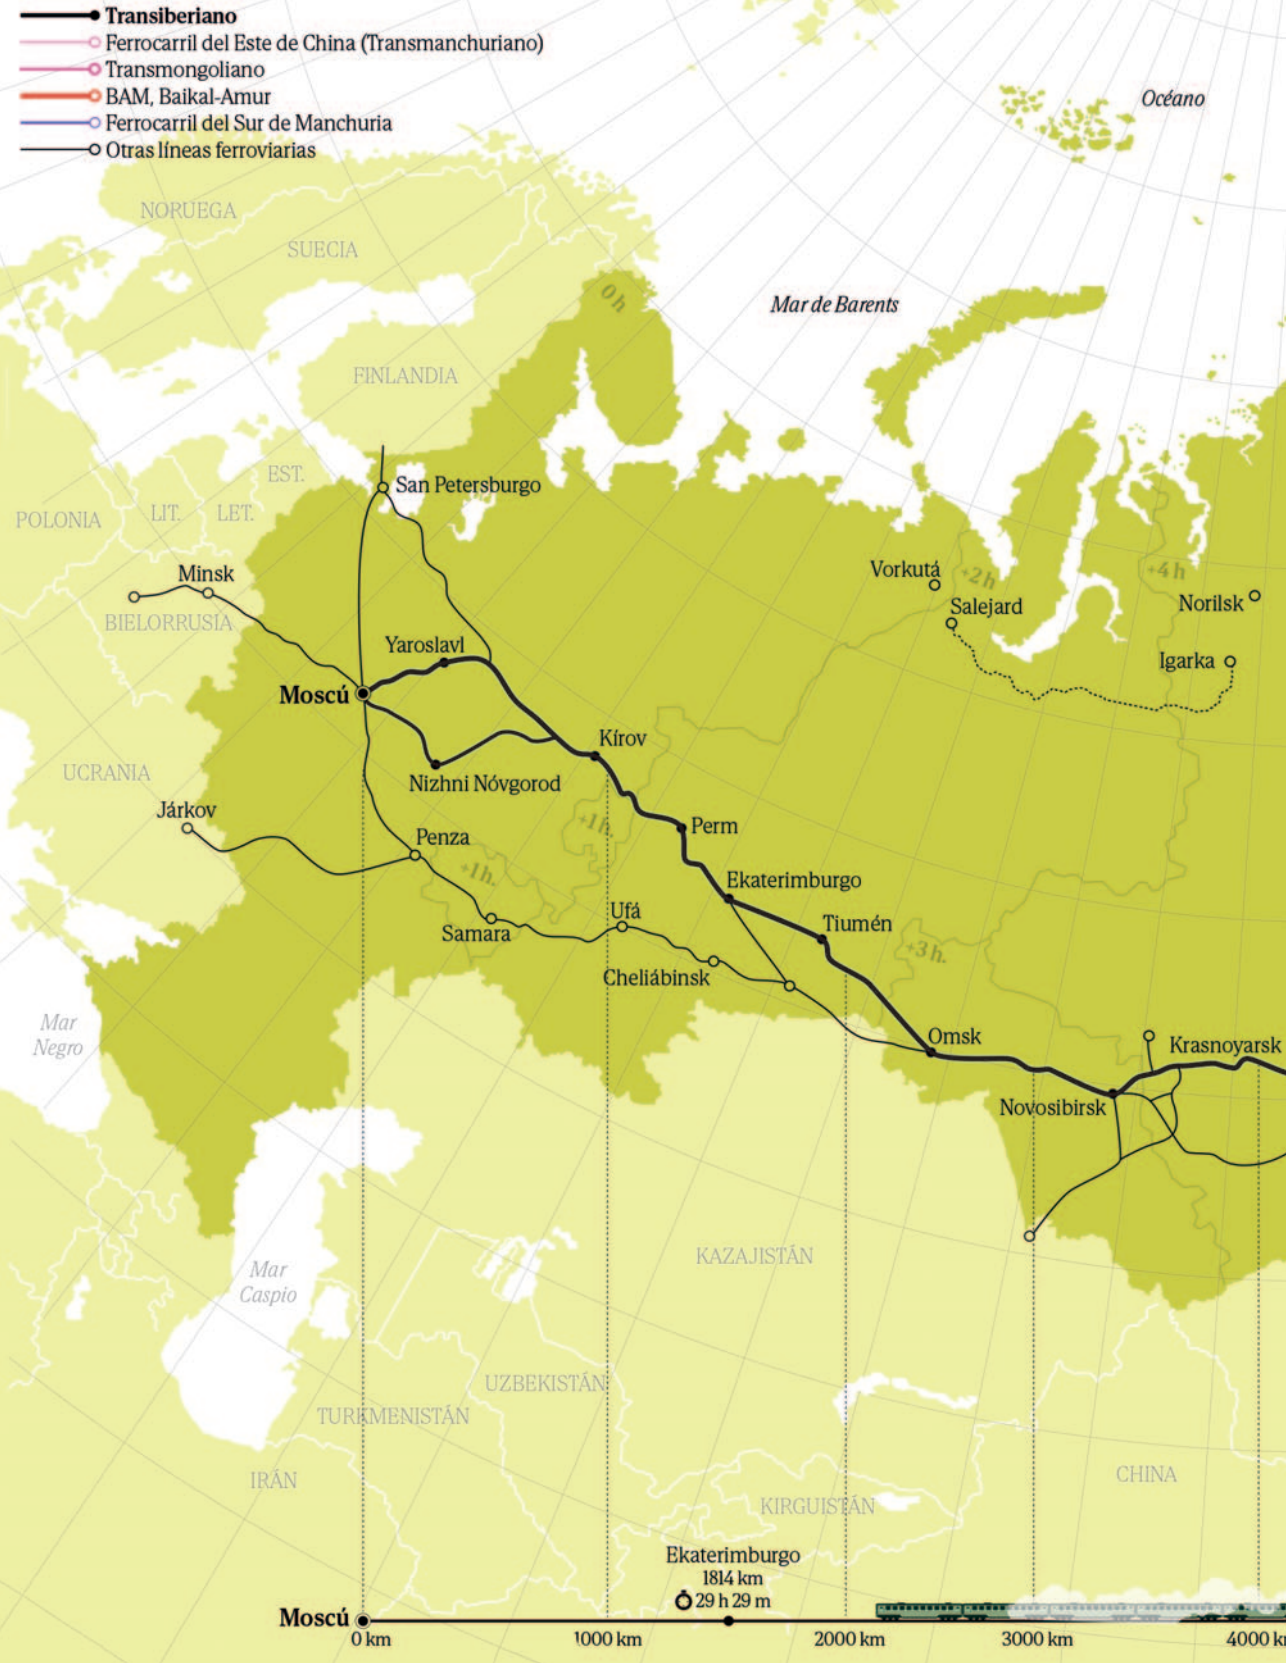 Transiberiano
Ferrocarril del Este de China (Transmanchuriano)
Transmongoliano
BAM, Baikal-Amur
Ferrocarril del Sur de Manchuria
Otras líneas ferroviarias
Océano
NORUEGA
SUECIA
0 h
Mar de Barents
FINLANDIA
EST.
San Petersburgo
POLONIA
LIT.
LET.
Minsk
Vorkutá
+2 h
+4 h
Salejard
Norilsk
BIELORRUSIA
Yaroslavl
Igarka
Moscú
Kírov
UCRANIA
Nizhni Nóvgorod
Járkov
+1 h.
Perm
Penza
+1 h.
Ekaterimburgo
Ufá
Tiumén
Samara
+3 h.
Cheliábinsk
Mar
Negro
Omsk
Krasnoyarsk
Novosibirsk
KAZAJISTÁN
Mar
Caspio
UZBEKISTÁN
TURKMENISTÁN
IRÁN
CHINA
KIRGUISTÁN
Ekaterimburgo
1814 km
29 h 29 m
Moscú
0 km
1000 km
2000 km
3000 km
4000 k